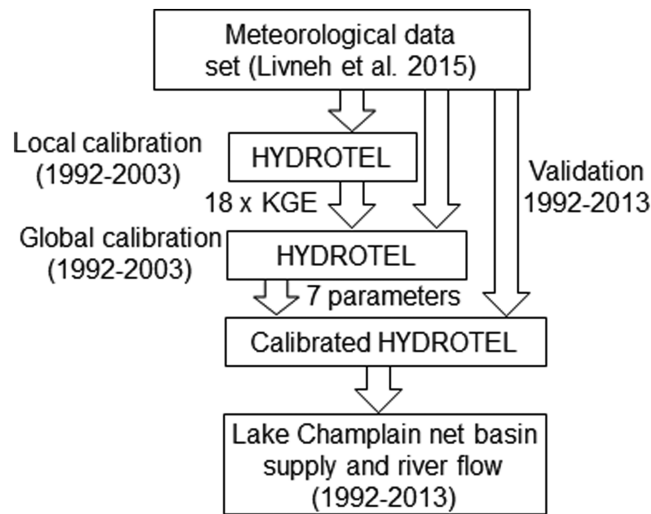 Meteorological data
set (Livneh et al. 2015)
Local calibration
(1992-2003)
HYDROTEL
Validation
1992-2013
18 x KGE
Global calibration
(1992-2003)
HYDROTEL
7 parameters
Calibrated HYDROTEL
Lake Champlain net basin
supply and river flow
(1992-2013)